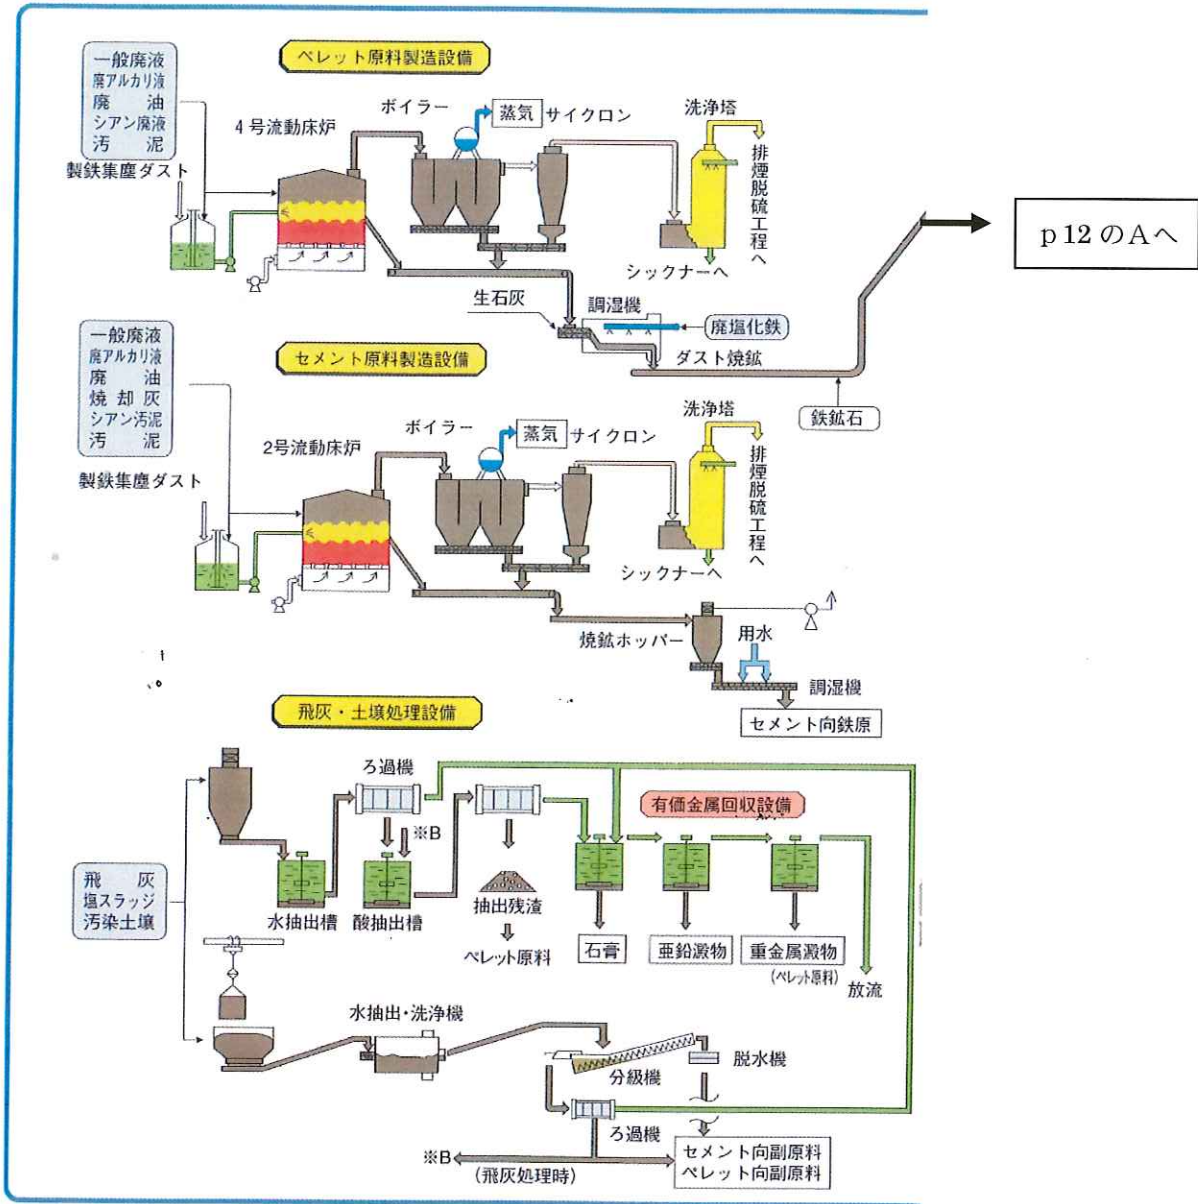 ペレット原料製造設備
一般廃液
廃アルカリ液
廃油
シアン廃液
汚泥
製鉄集塵ダスト
4号流動床炉
ボイラー
蒸気
サイクロン
洗浄塔
排煙脱硫工程へ
シックナーへ
生石灰
調湿機
廃塩化鉄
ダスト焼鉱
鉄鉱石
p12のAへ
セメント原料製造設備
一般廃液
廃アルカリ液
廃油
焼却灰
シアン汚泥
汚泥
製鉄集塵ダスト
2号流動床炉
ボイラー
蒸気
サイクロン
洗浄塔
排煙脱硫工程へ
シックナーへ
焼鉱ホッパー
用水
調湿機
セメント向鉄原
飛灰・土壌処理設備
飛灰
塩スラッジ
汚染土壌
ろ過機
※B
水抽出槽
酸抽出槽
抽出残渣
ペレット原料
有価金属回収設備
石膏
亜鉛澱物
重金属澱物
(ペレット原料)
放流
水抽出・洗浄機
分級機
脱水機
ろ過機
※B
(飛灰処理時)
セメント向副原料
ペレット向副原料